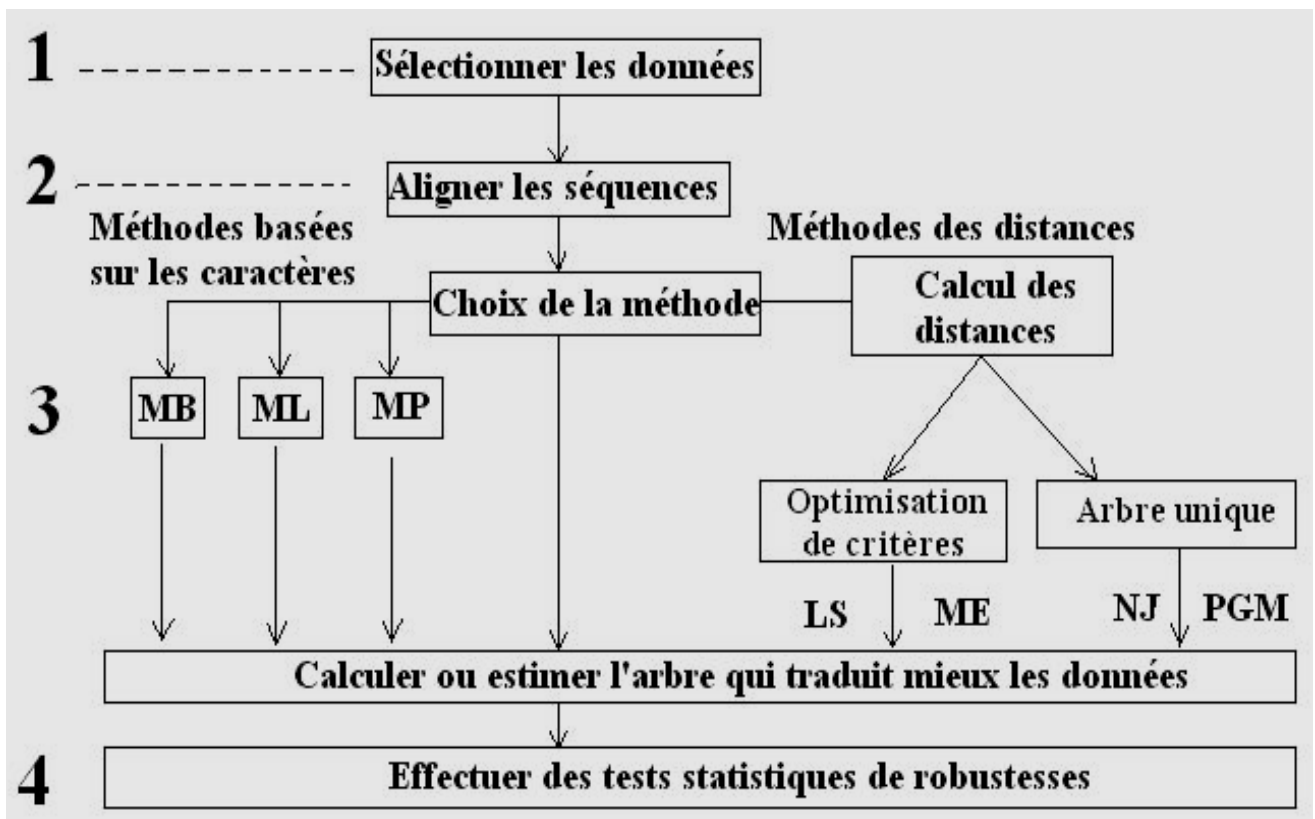 1
Sélectionner les données
2
Aligner les séquences
Méthodes basées
sur les caractères
Méthodes des distances
Choix de la méthode
Calcul des
distances
3
MB
ML
MP
Optimisation
de critères
Arbre unique
LS
ME
NJ
PGM
Calculer ou estimer l'arbre qui traduit mieux les données
4
Effectuer des tests statistiques de robustesses